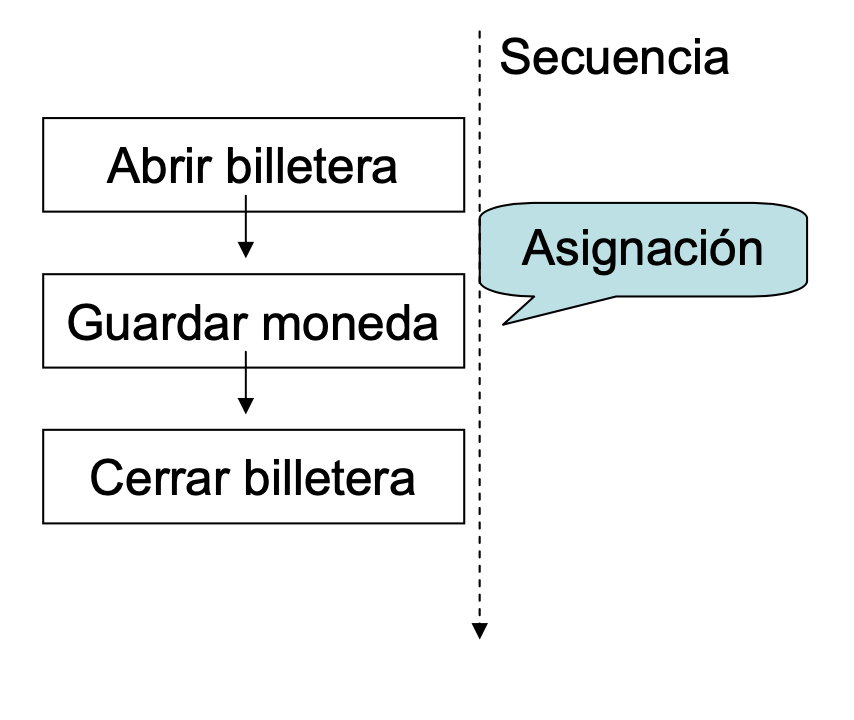 Secuencia
Abrir billetera
Asignación
Guardar moneda
Cerrar billetera